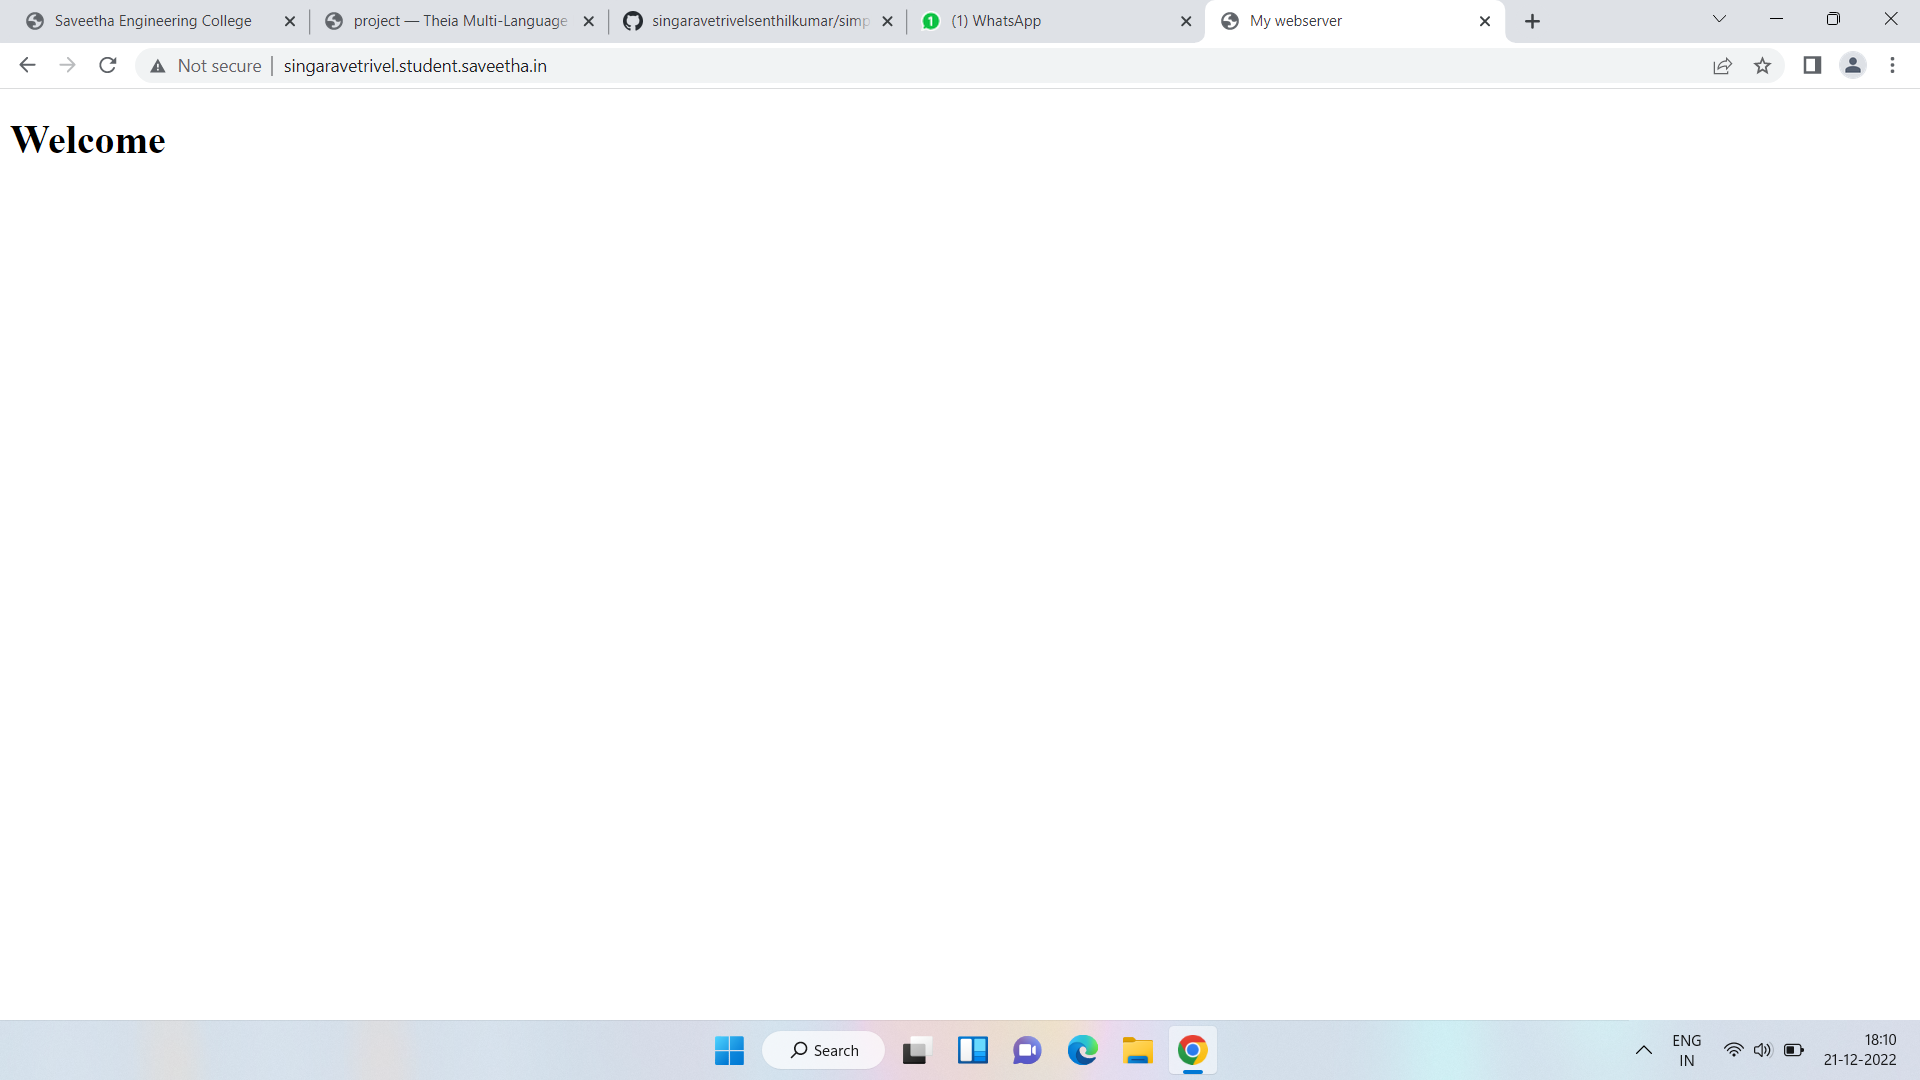 Saveetha Engineering College
project — Theia Multi-Language
singaravetrivelsenthilkumar/simp
1 (1) WhatsApp
My webserver
Not secure singaravetrivel.student.saveetha.in
Welcome
Search
ENG
IN
18:10
21-12-2022